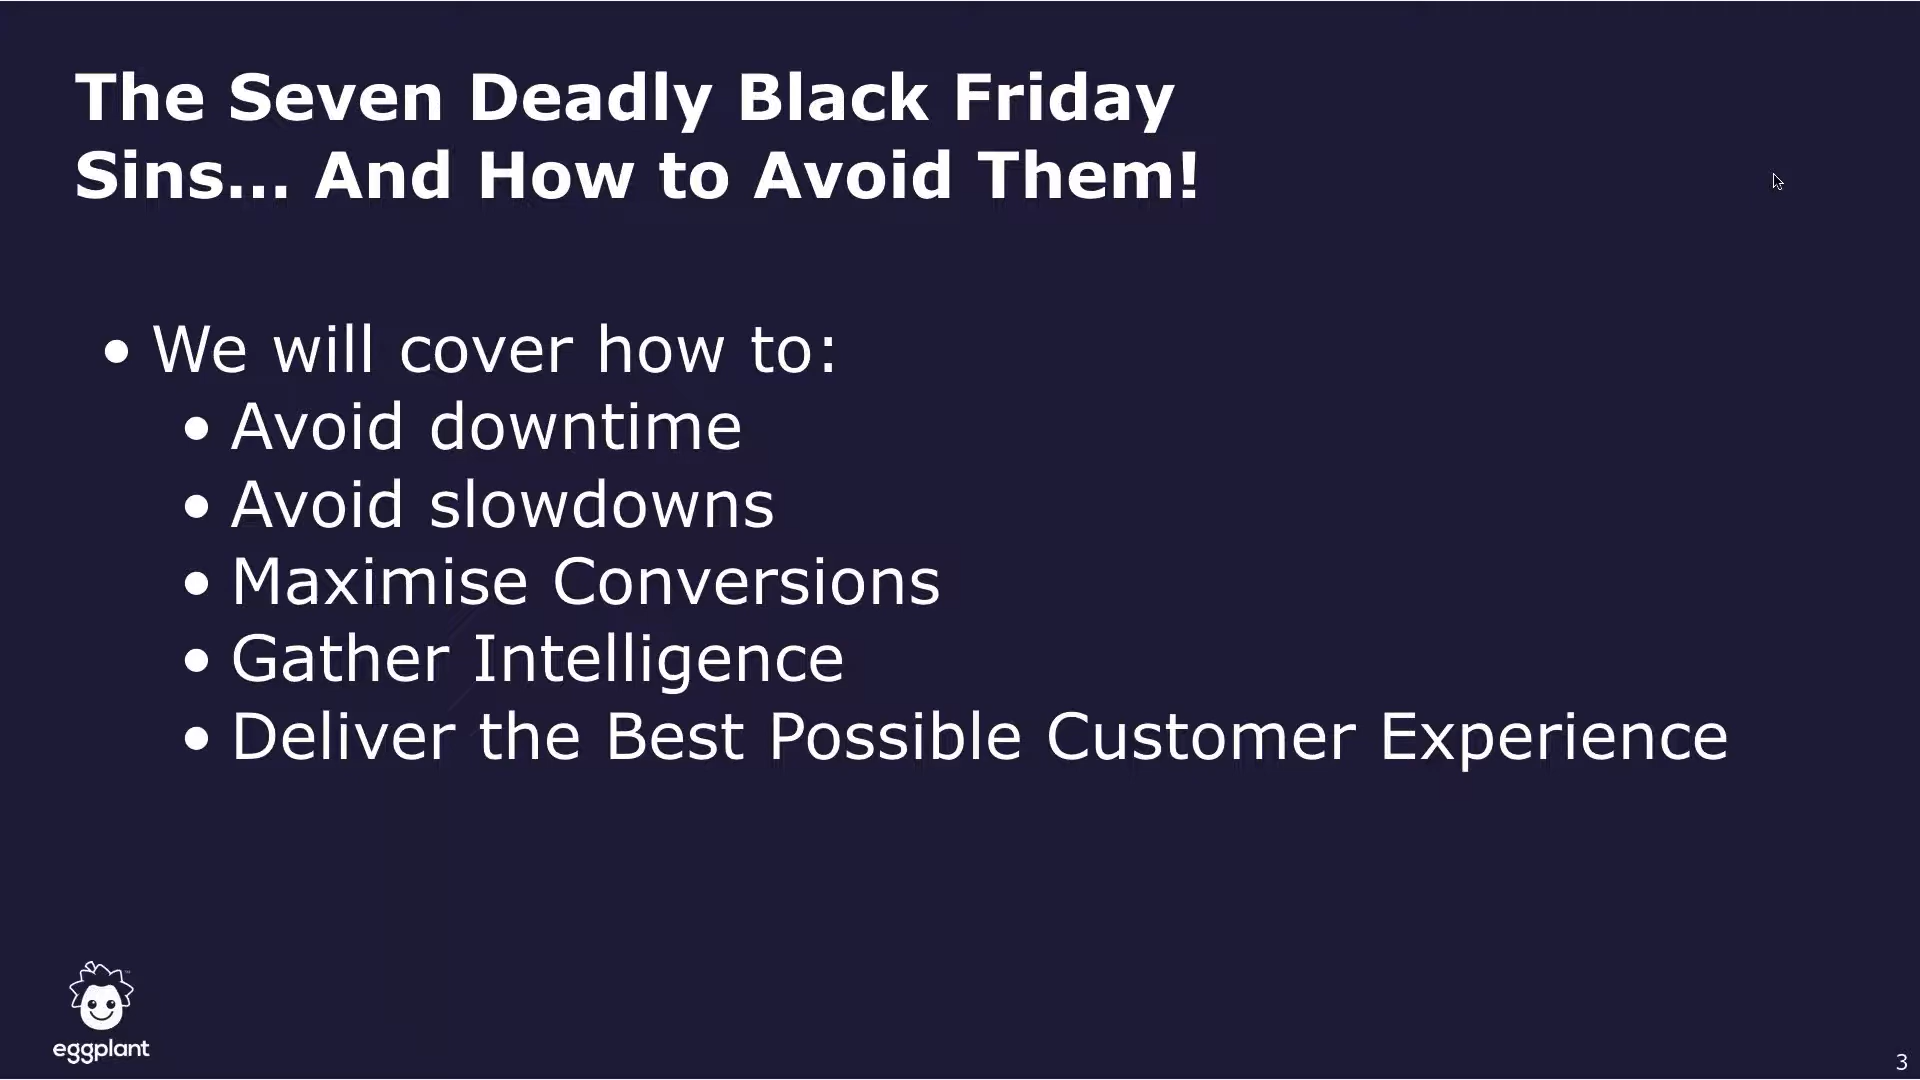 The Seven Deadly Black Friday
Sins... And How to Avoid Them!
• We will cover how to:
• Avoid downtime
• Avoid slowdowns
• Maximise Conversions
• Gather Intelligence
• Deliver the Best Possible Customer Experience
eggplant
3